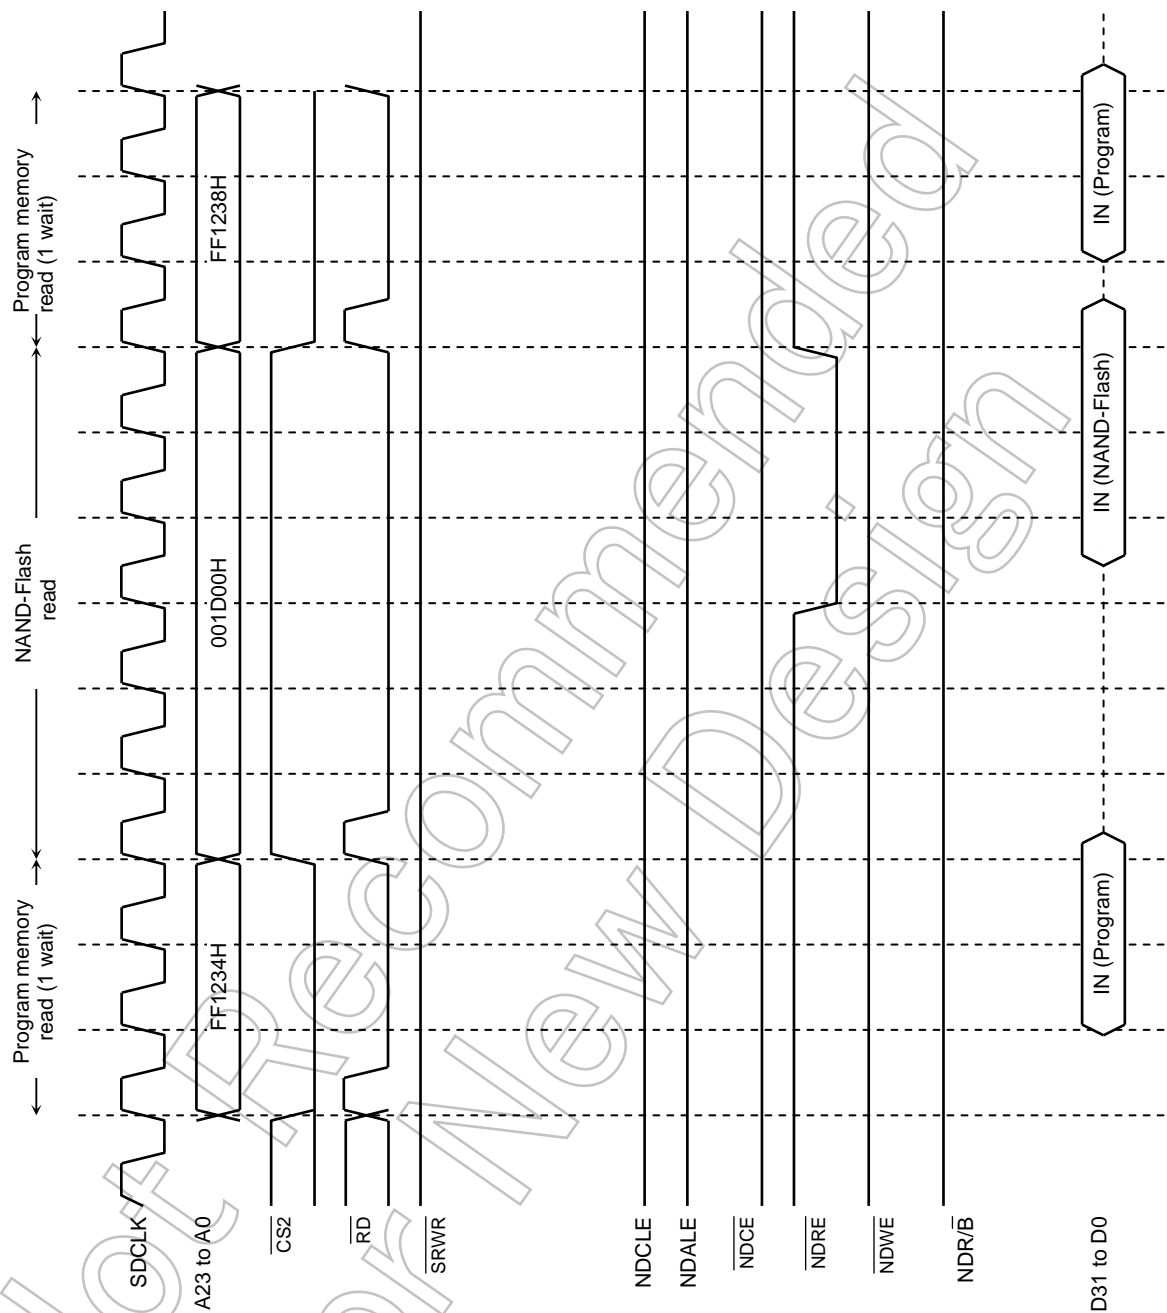 Program memory
read (1 wait)
NAND-Flash
read
Program memory
read (1 wait)
SDCLK
A23 to A0
FF1234H
001D00H
FF1238H
CS2
RD
SRWR
NDCLE
NDALE
NDCE
NDRE
NDWE
NDR/B
D31 to D0
IN (Program)
IN (NAND-Flash)
IN (Program)
Not Recommended
for New Design